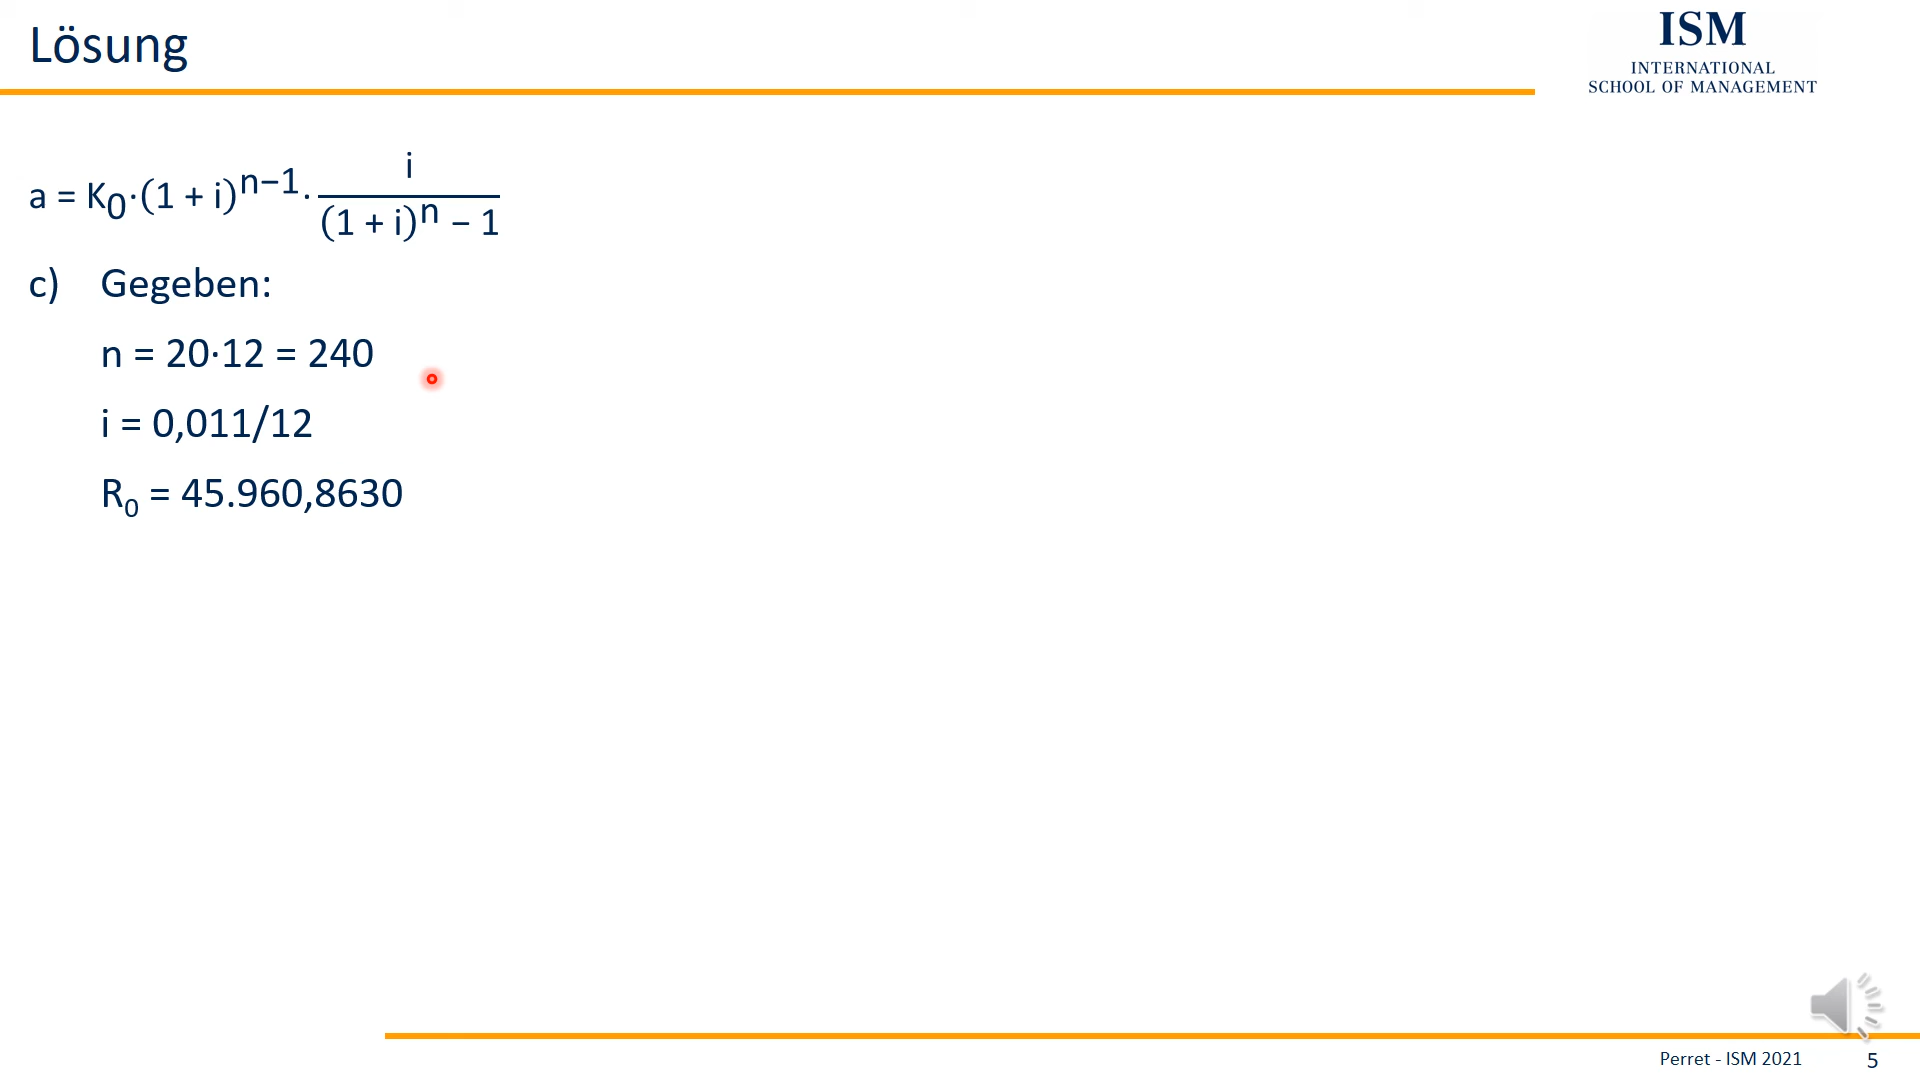 Lösung
ISM
INTERNATIONAL
SCHOOL OF MANAGEMENT
a = K₀·(1 + i)ⁿ⁻¹· i / ((1 + i)ⁿ − 1)
c) Gegeben:
n = 20·12 = 240
i = 0,011/12
R₀ = 45.960,8630
Perret - ISM 2021 5